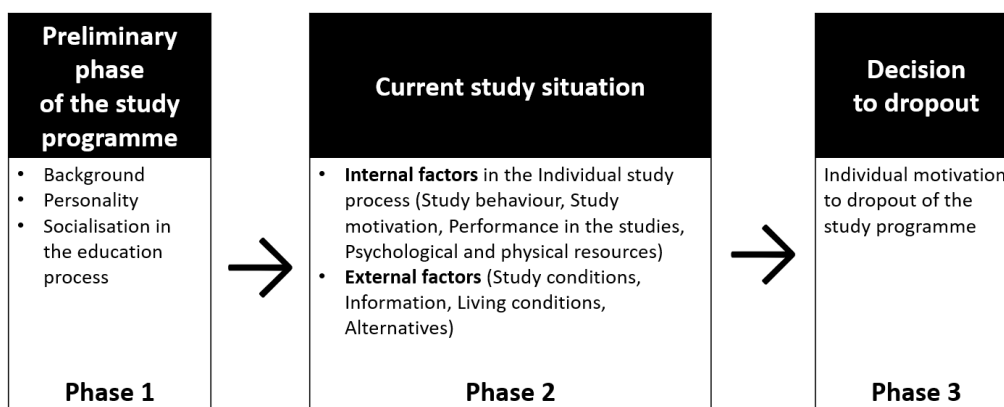 Preliminary
phase
of the study
programme
• Background
• Personality
• Socialisation in
the education
process
Phase 1
Current study situation
• Internal factors in the Individual study
process (Study behaviour, Study
motivation, Performance in the studies,
Psychological and physical resources)
• External factors (Study conditions,
Information, Living conditions,
Alternatives)
Phase 2
Decision
to dropout
Individual motivation
to dropout of the
study programme
Phase 3